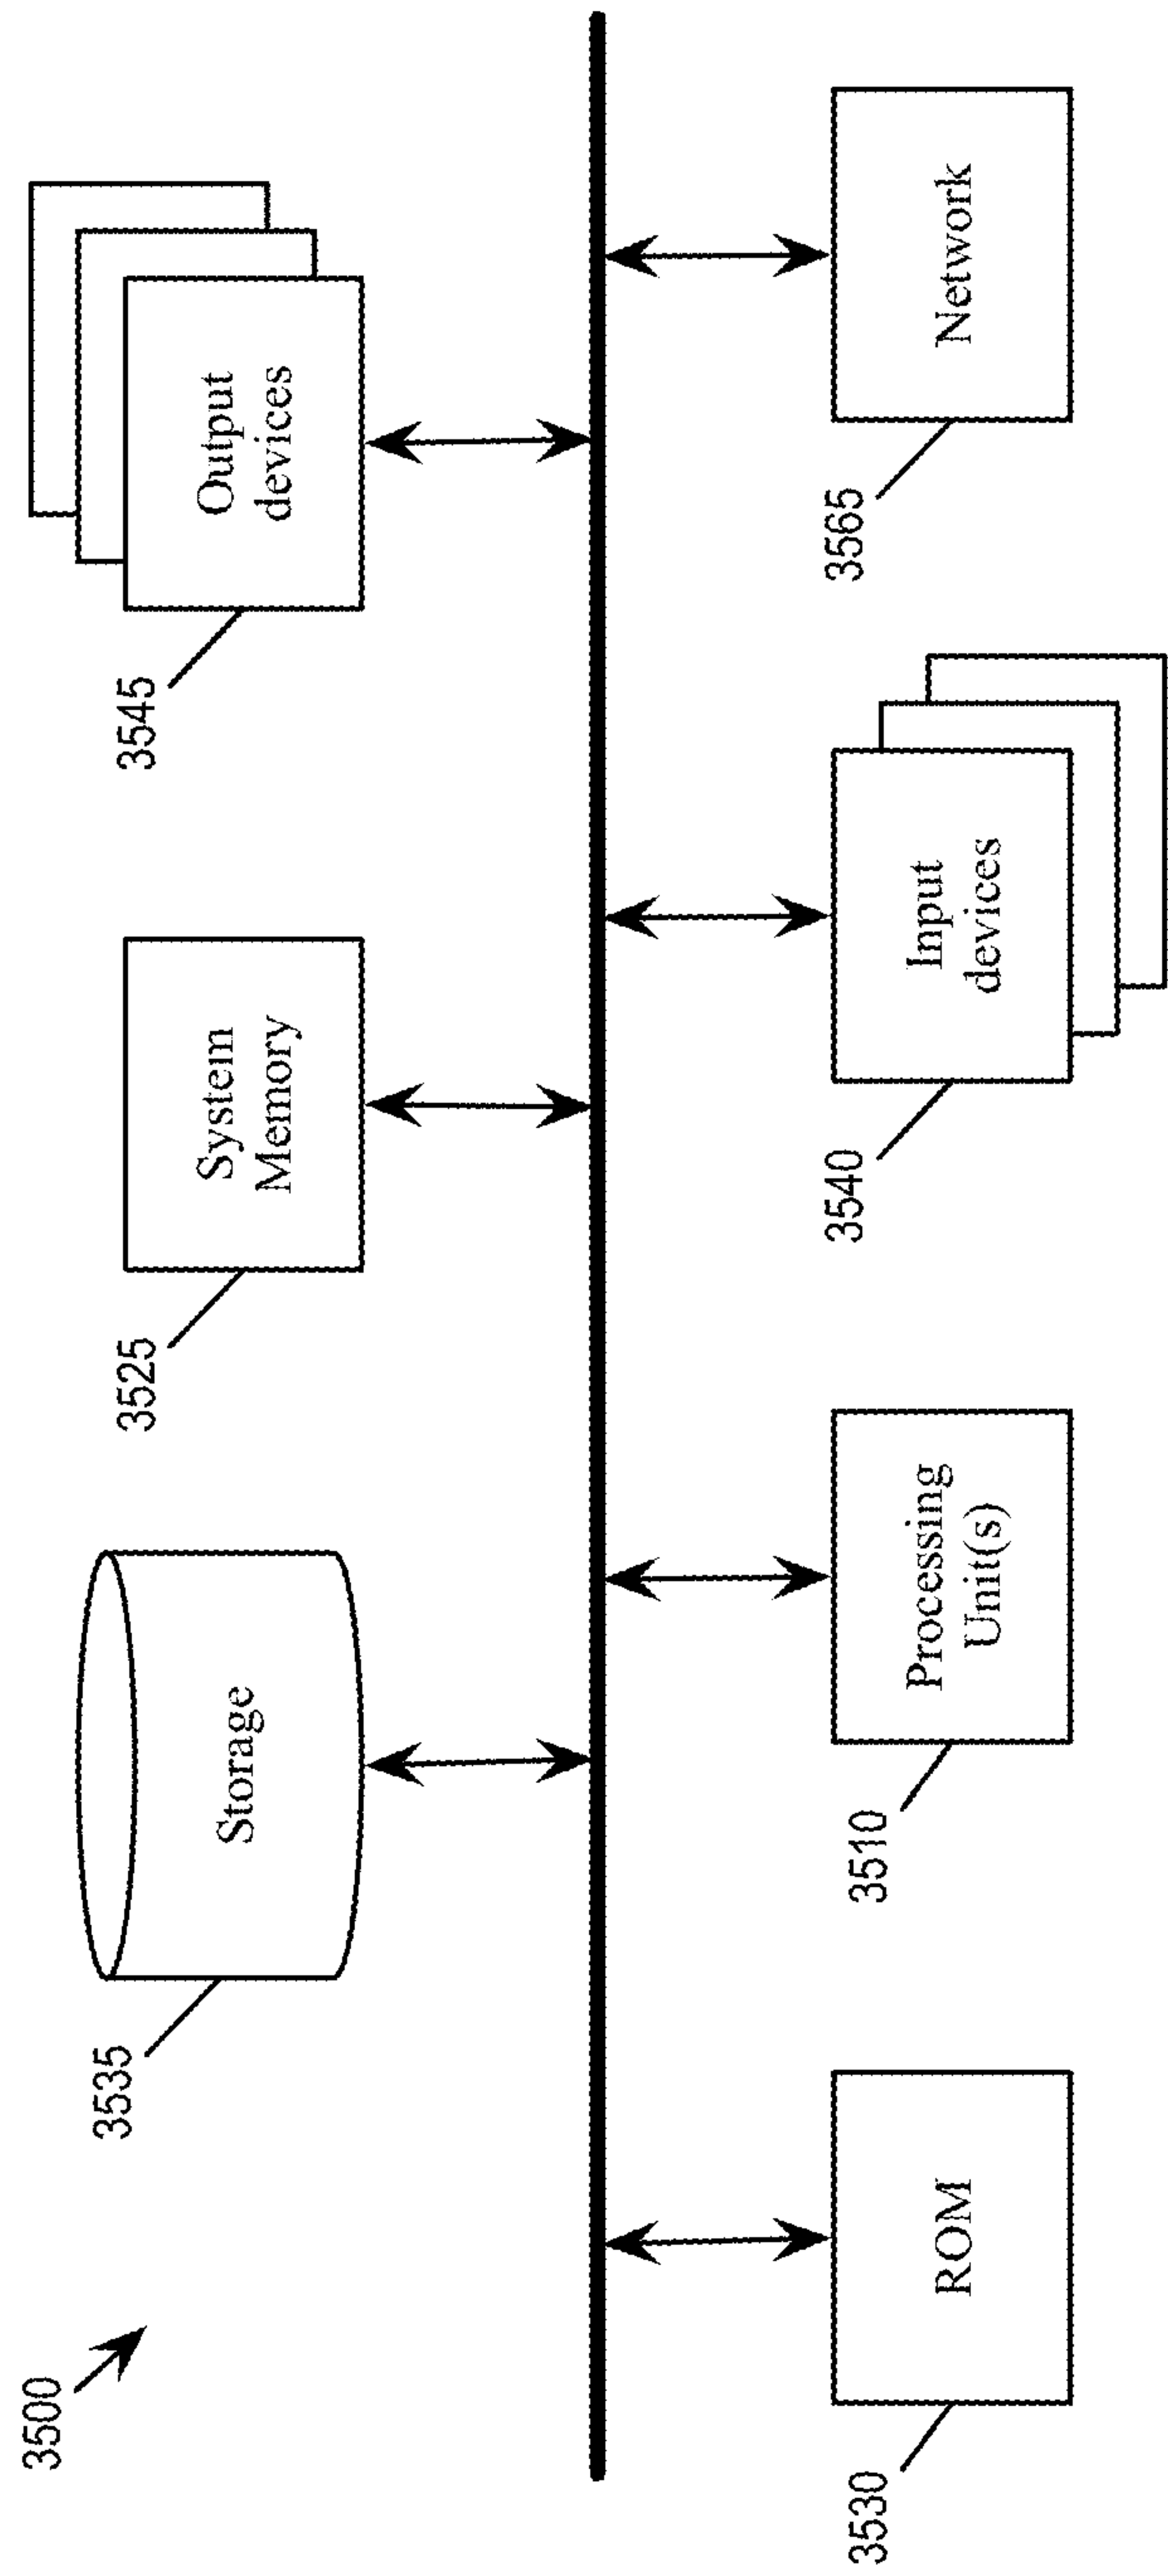 3500
3535
Storage
3525
System
Memory
3545
Output
devices
3530
ROM
3510
Processing
Unit(s)
3540
Input
devices
3565
Network